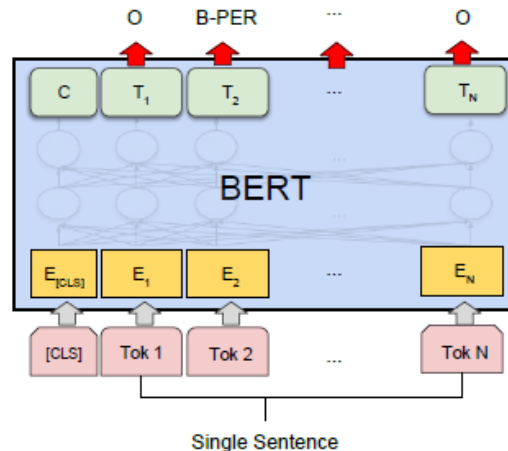 O B-PER ... O
C T1 T2 ... TN
...
BERT
...
E[CLS] E1 E2 ... EN
[CLS] Tok 1 Tok 2 ... Tok N
Single Sentence